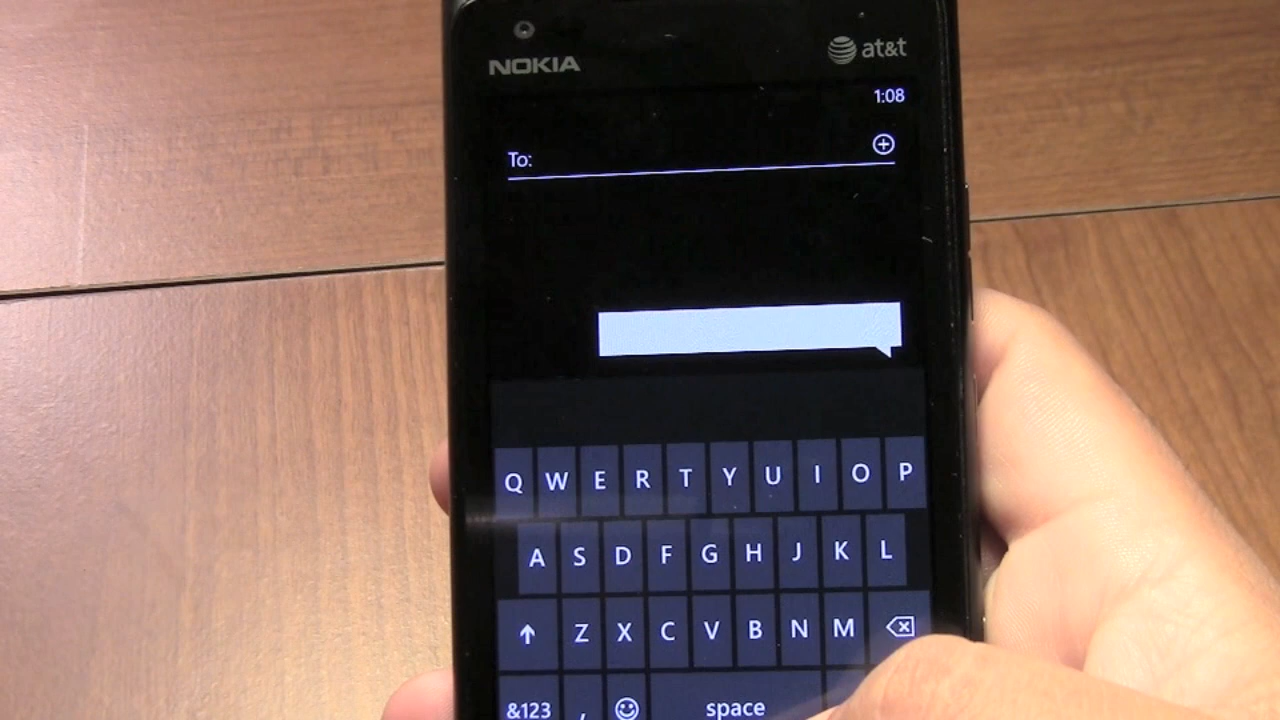 NOKIA at&t
1:08
To:
Q W E R T Y U I O P
A S D F G H J K L
Z X C V B N M
&123 , space